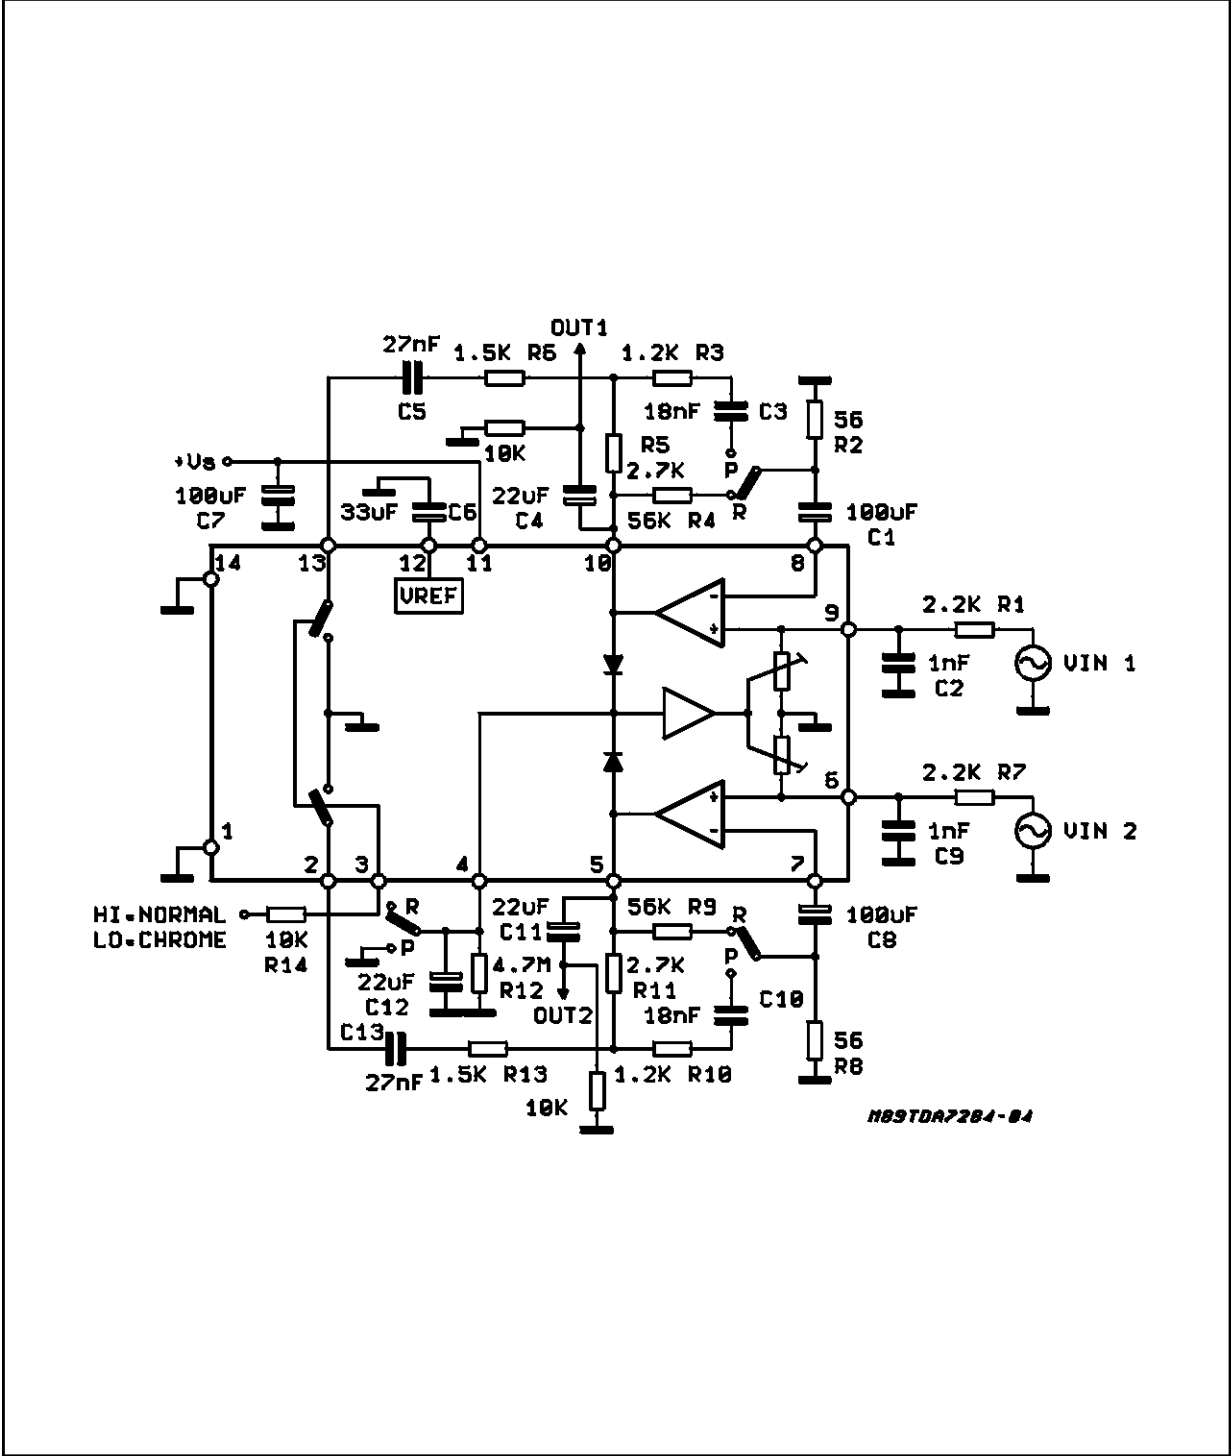 OUT1
27nF
1.5K R6
1.2K R3
C5
18nF
C3
56
R2
10K
R5
2.7K
P
+Vs
100uF
C7
33uF
C6
22uF
C4
56K R4
R
100uF
C1
14
13
12
11
10
8
VREF
2.2K R1
9
1nF
C2
VIN 1
2.2K R7
6
1nF
C9
VIN 2
1
2
3
4
5
7
HI=NORMAL
LO=CHROME
10K
R14
R
P
22uF
C11
56K R9
R
P
100uF
C8
22uF
C12
4.7M
R12
2.7K
R11
OUT2
18nF
C10
C13
27nF
1.5K R13
1.2K R10
56
R8
10K
M89TDA7284-04